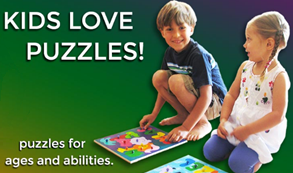 KIDS LOVE
PUZZLES!
puzzles for
ages and abilities.